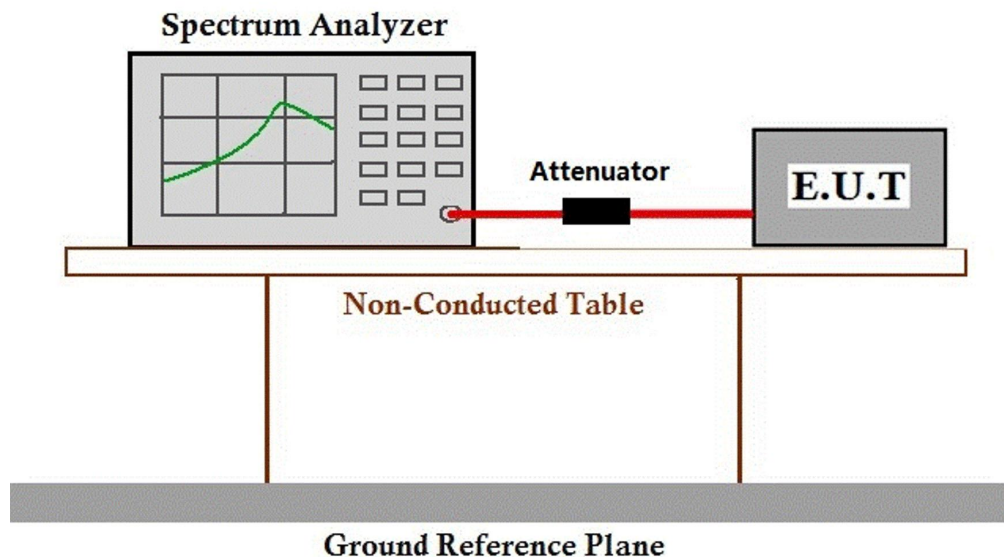 Spectrum Analyzer
Attenuator
E.U.T
Non-Conducted Table
Ground Reference Plane